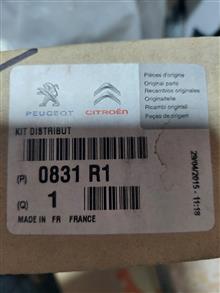 PEUGEOT
CITROËN
Pièces d'origine
Original parts
Recambios originales
Originalteile
Ricambi originali
Peças de origem
KIT DISTRIBUT
(P) 0831 R1
(Q) 1
MADE IN FR FRANCE
29/04/2015 - 11:18